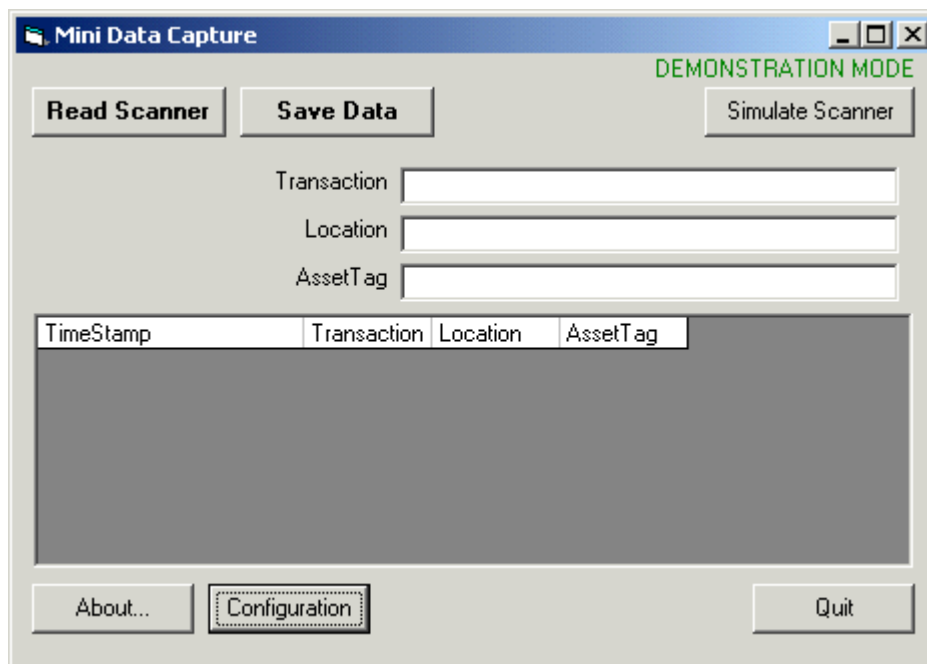 Mini Data Capture
DEMONSTRATION MODE
Read Scanner Save Data Simulate Scanner
Transaction
Location
AssetTag
TimeStamp Transaction Location AssetTag
About... Configuration Quit